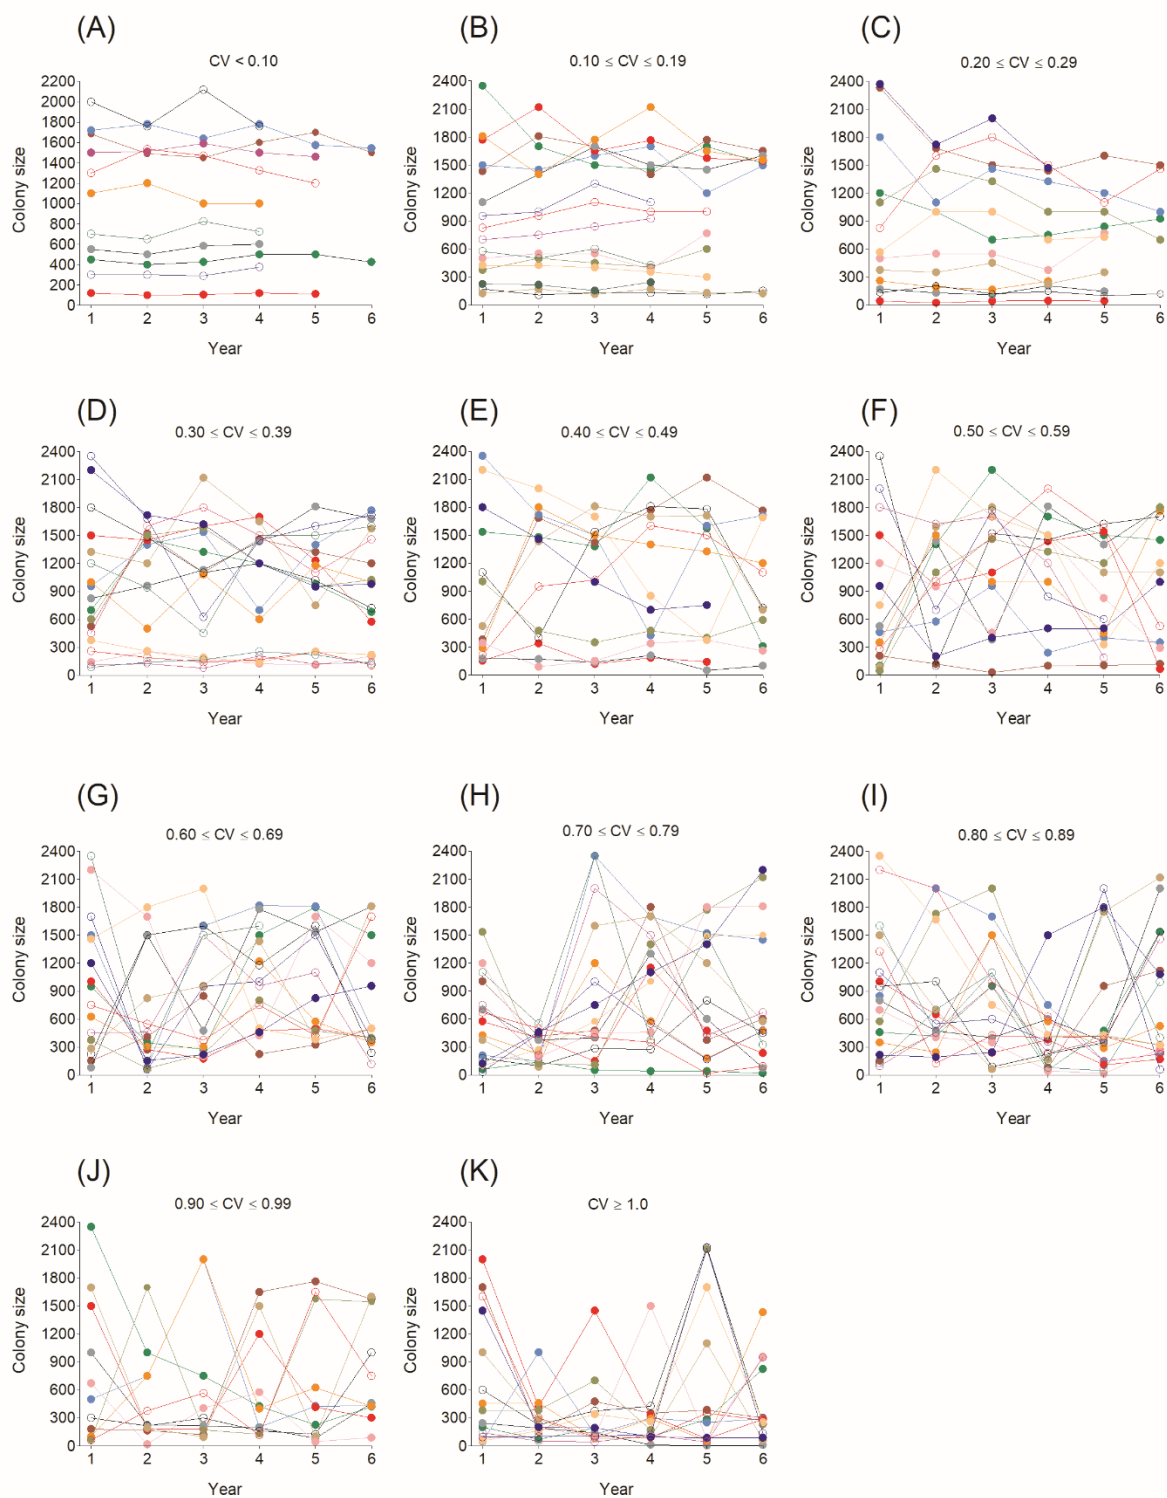 (A)
CV < 0.10
Colony size
2200
2000
1800
1600
1400
1200
1000
800
600
400
200
0
1 2 3 4 5 6
Year
(B)
0.10 ≤ CV ≤ 0.19
Colony size
2400
2100
1800
1500
1200
900
600
300
0
1 2 3 4 5 6
Year
(C)
0.20 ≤ CV ≤ 0.29
Colony size
2400
2100
1800
1500
1200
900
600
300
0
1 2 3 4 5 6
Year
(D)
0.30 ≤ CV ≤ 0.39
Colony size
2400
2100
1800
1500
1200
900
600
300
0
1 2 3 4 5 6
Year
(E)
0.40 ≤ CV ≤ 0.49
Colony size
2400
2100
1800
1500
1200
900
600
300
0
1 2 3 4 5 6
Year
(F)
0.50 ≤ CV ≤ 0.59
Colony size
2400
2100
1800
1500
1200
900
600
300
0
1 2 3 4 5 6
Year
(G)
0.60 ≤ CV ≤ 0.69
Colony size
2400
2100
1800
1500
1200
900
600
300
0
1 2 3 4 5 6
Year
(H)
0.70 ≤ CV ≤ 0.79
Colony size
2400
2100
1800
1500
1200
900
600
300
0
1 2 3 4 5 6
Year
(I)
0.80 ≤ CV ≤ 0.89
Colony size
2400
2100
1800
1500
1200
900
600
300
0
1 2 3 4 5 6
Year
(J)
0.90 ≤ CV ≤ 0.99
Colony size
2400
2100
1800
1500
1200
900
600
300
0
1 2 3 4 5 6
Year
(K)
CV ≥ 1.0
Colony size
2400
2100
1800
1500
1200
900
600
300
0
1 2 3 4 5 6
Year